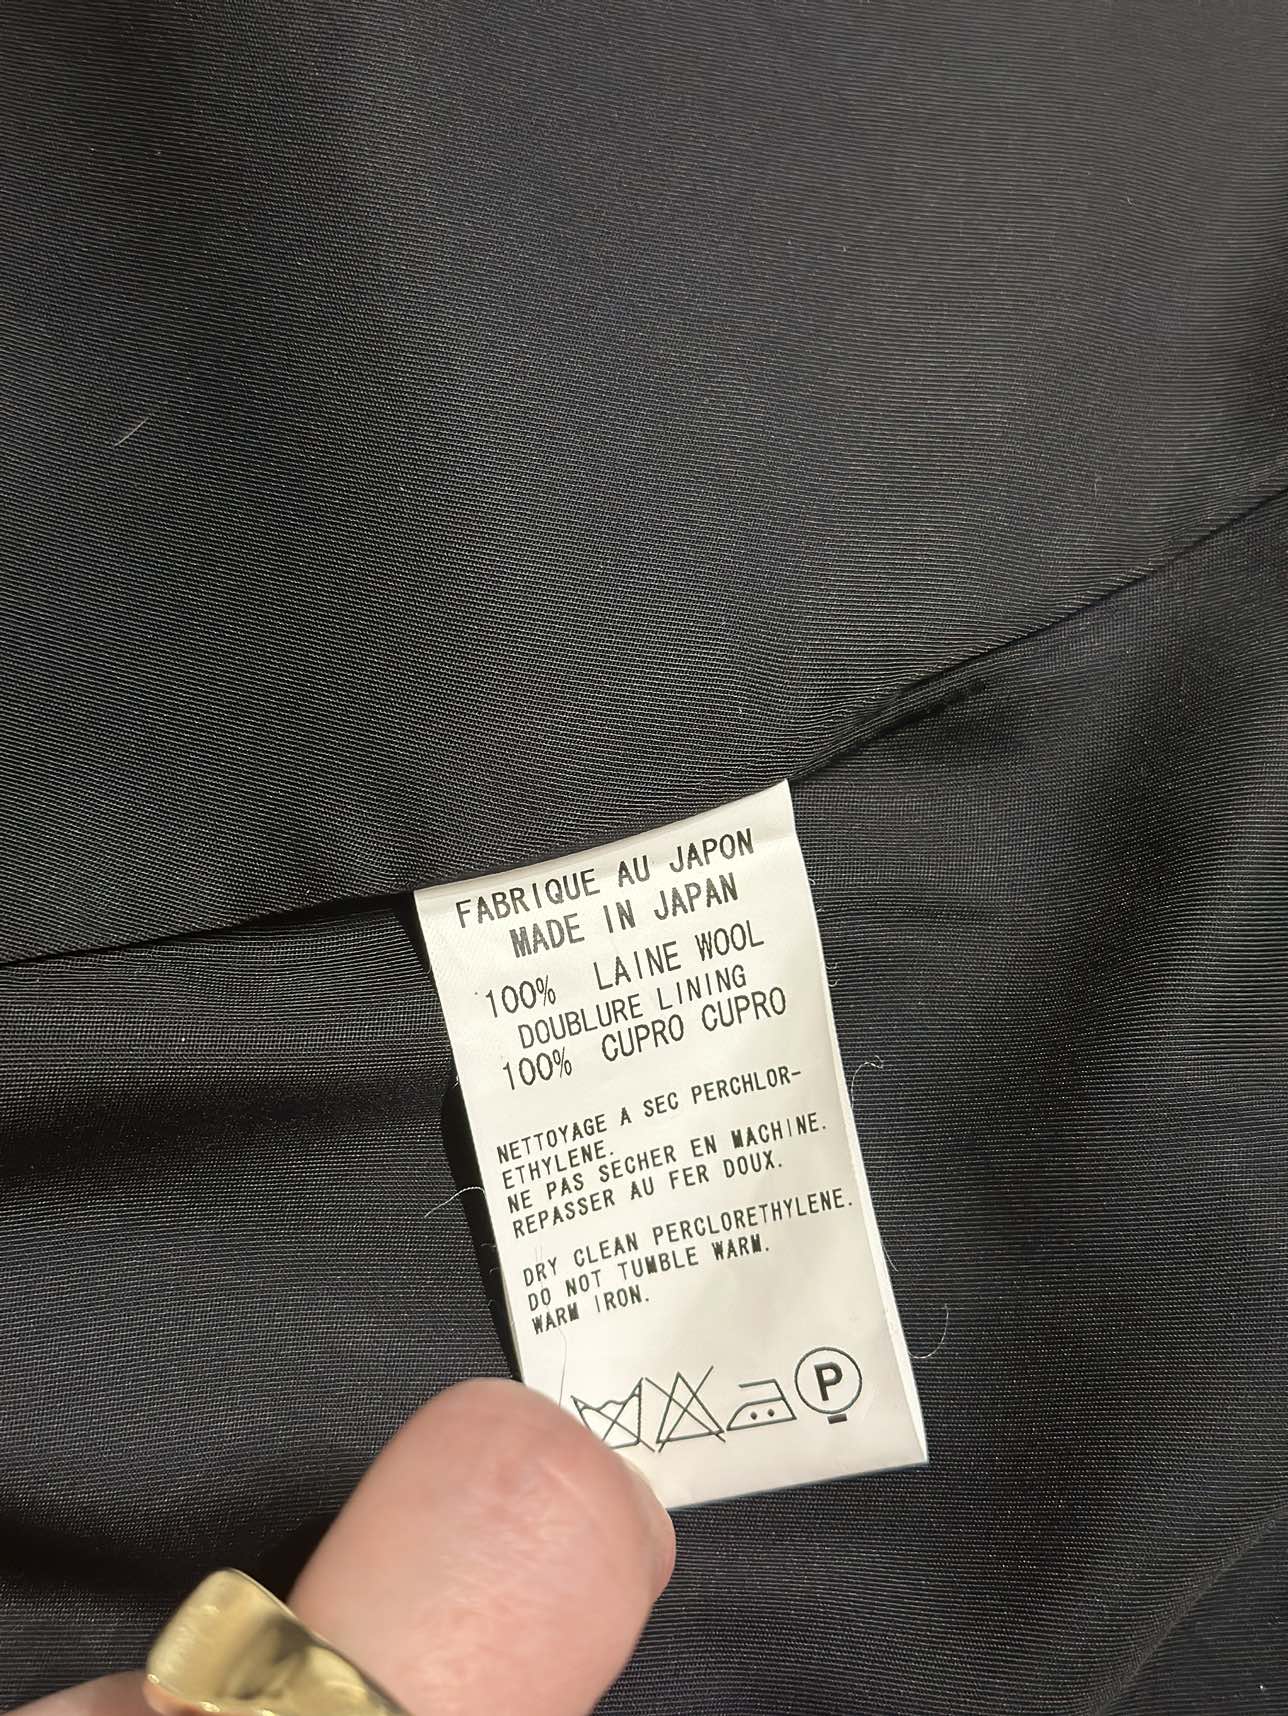 FABRIQUE AU JAPON
MADE IN JAPAN
100% LAINE WOOL
DOUBLURE LINING
100% CUPRO CUPRO
NETTOYAGE A SEC PERCHLOR-
ETHYLENE.
NE PAS SECHER EN MACHINE.
REPASSER AU FER DOUX.
DRY CLEAN PERCLORETHYLENE.
DO NOT TUMBLE WARM.
WARM IRON.
P